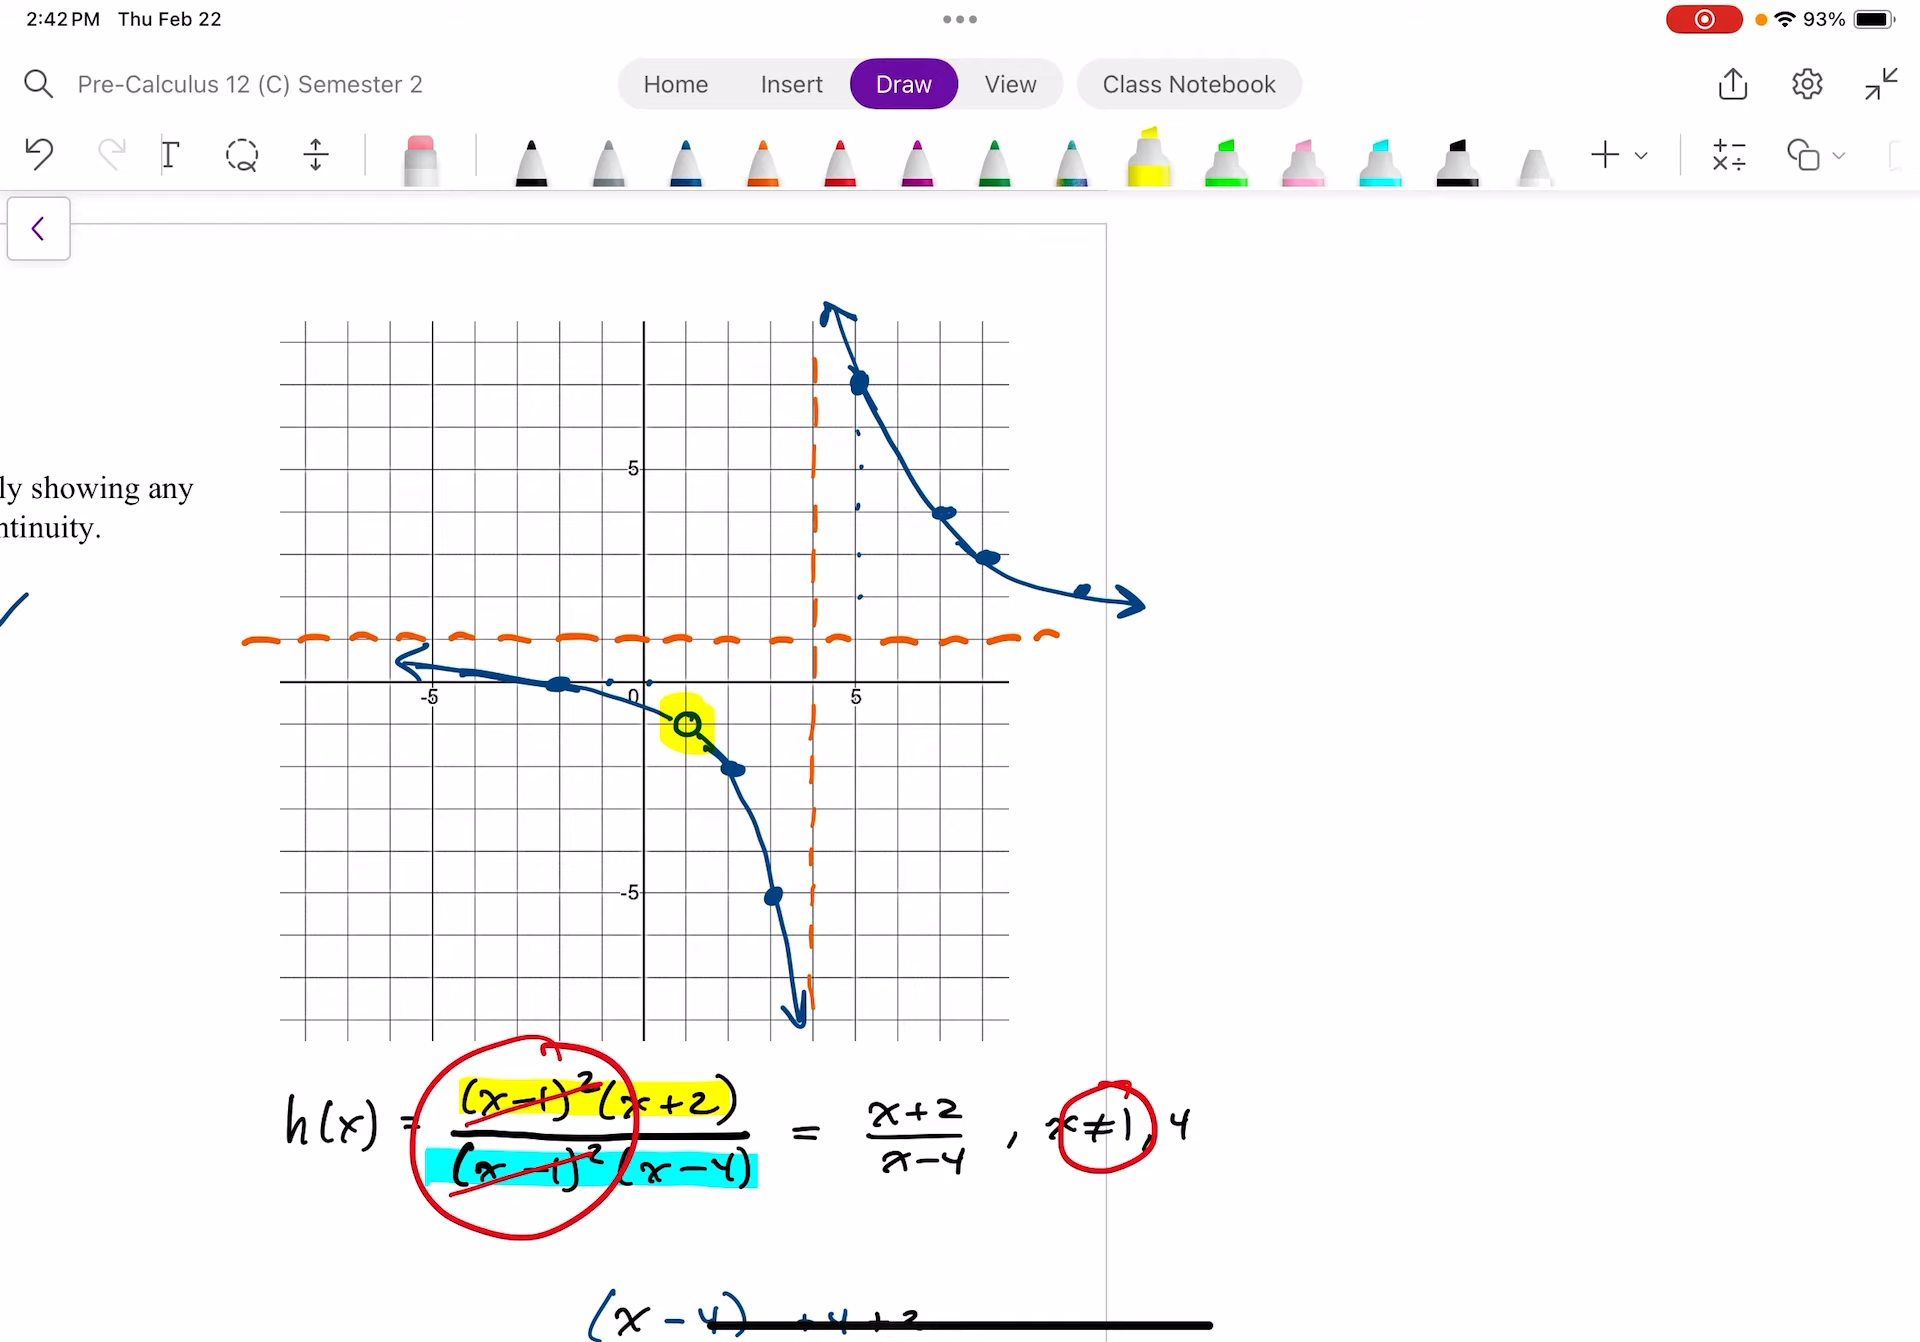 2:42 PM Thu Feb 22 93%
Pre-Calculus 12 (C) Semester 2 Home Insert Draw View Class Notebook
5
ly showing any
ntinuity.
-5 0 5
-5
h(x) = (x-1)²(x+2) / (x-1)²(x-4) = x+2 / x-4 , x≠1, 4
(x-4) +4+2